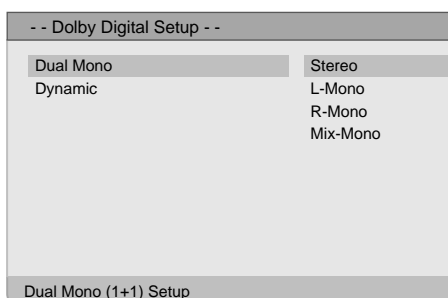 - - Dolby Digital Setup - -
Dual Mono Stereo
Dynamic L-Mono
R-Mono
Mix-Mono
Dual Mono (1+1) Setup